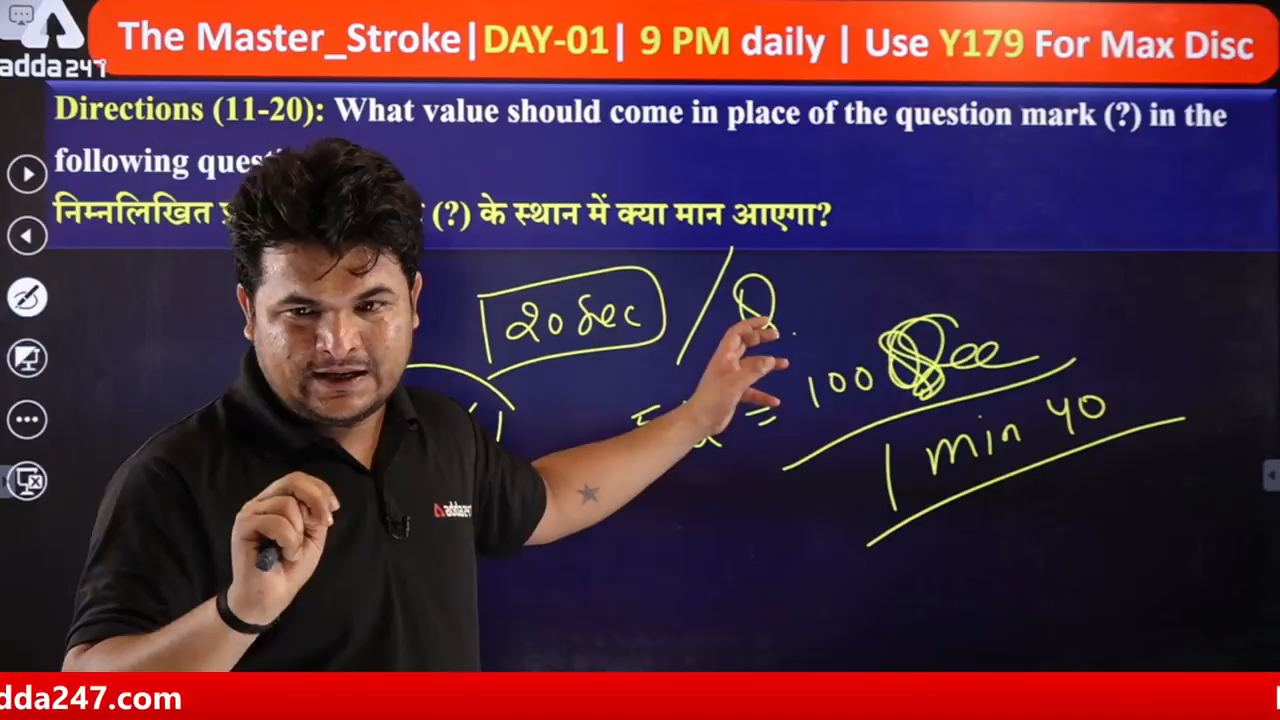 The Master_Stroke|DAY-01| 9 PM daily | Use Y179 For Max Disc
adda247
Directions (11-20): What value should come in place of the question mark (?) in the
following
निम्नलिखित (?) के स्थान में क्या मान आएगा?
20 Sec / Q.
= 100 Sec
1 min 40
adda247
dda247.com